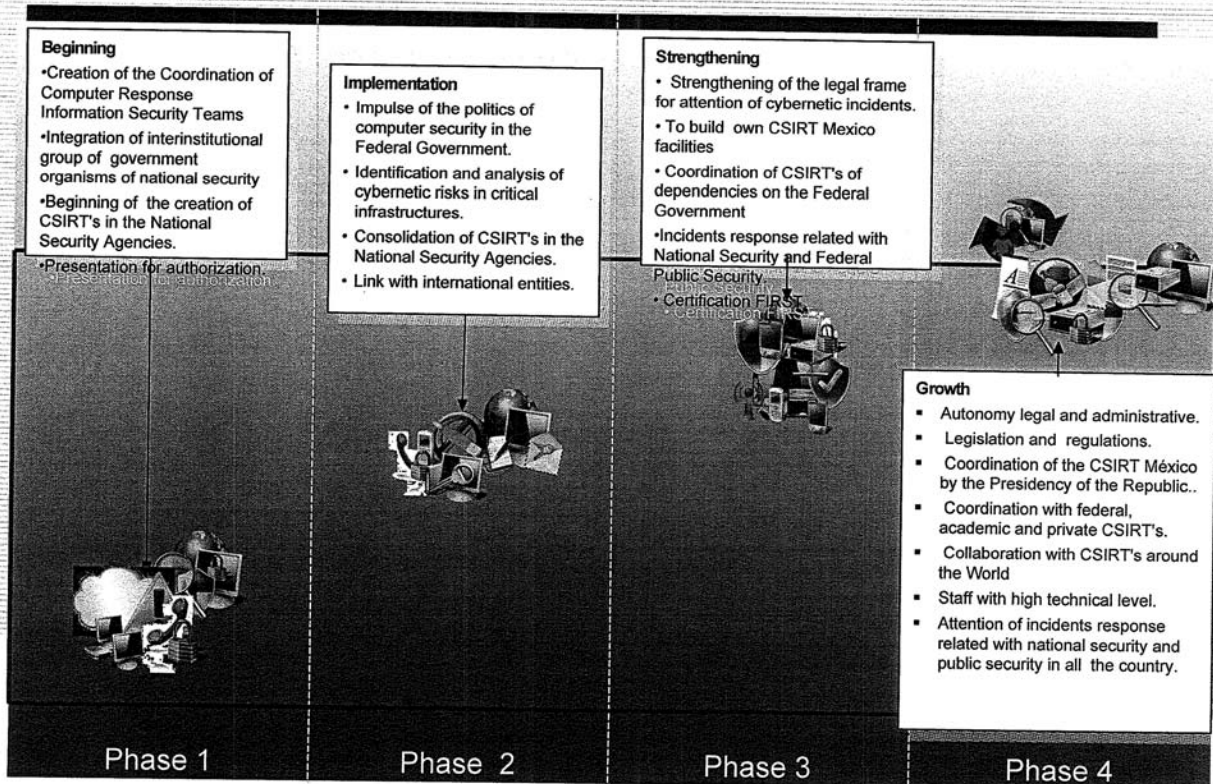 Beginning
•Creation of the Coordination of
Computer Response
Information Security Teams
•Integration of interinstitutional
group of government
organisms of national security
•Beginning of the creation of
CSIRT's in the National
Security Agencies.
•Presentation for authorization.
Implementation
• Impulse of the politics of
computer security in the
Federal Government.
• Identification and analysis of
cybernetic risks in critical
infrastructures.
• Consolidation of CSIRT's in the
National Security Agencies.
• Link with international entities.
Strengthening
• Strengthening of the legal frame
for attention of cybernetic incidents.
• To build own CSIRT Mexico
facilities
• Coordination of CSIRT's of
dependencies on the Federal
Government
•Incidents response related with
National Security and Federal
Public Security.
• Certification FIRST
Growth
▪ Autonomy legal and administrative.
▪ Legislation and regulations.
▪ Coordination of the CSIRT México
by the Presidency of the Republic..
▪ Coordination with federal,
academic and private CSIRT's.
▪ Collaboration with CSIRT's around
the World
▪ Staff with high technical level.
▪ Attention of incidents response
related with national security and
public security in all the country.
Phase 1
Phase 2
Phase 3
Phase 4